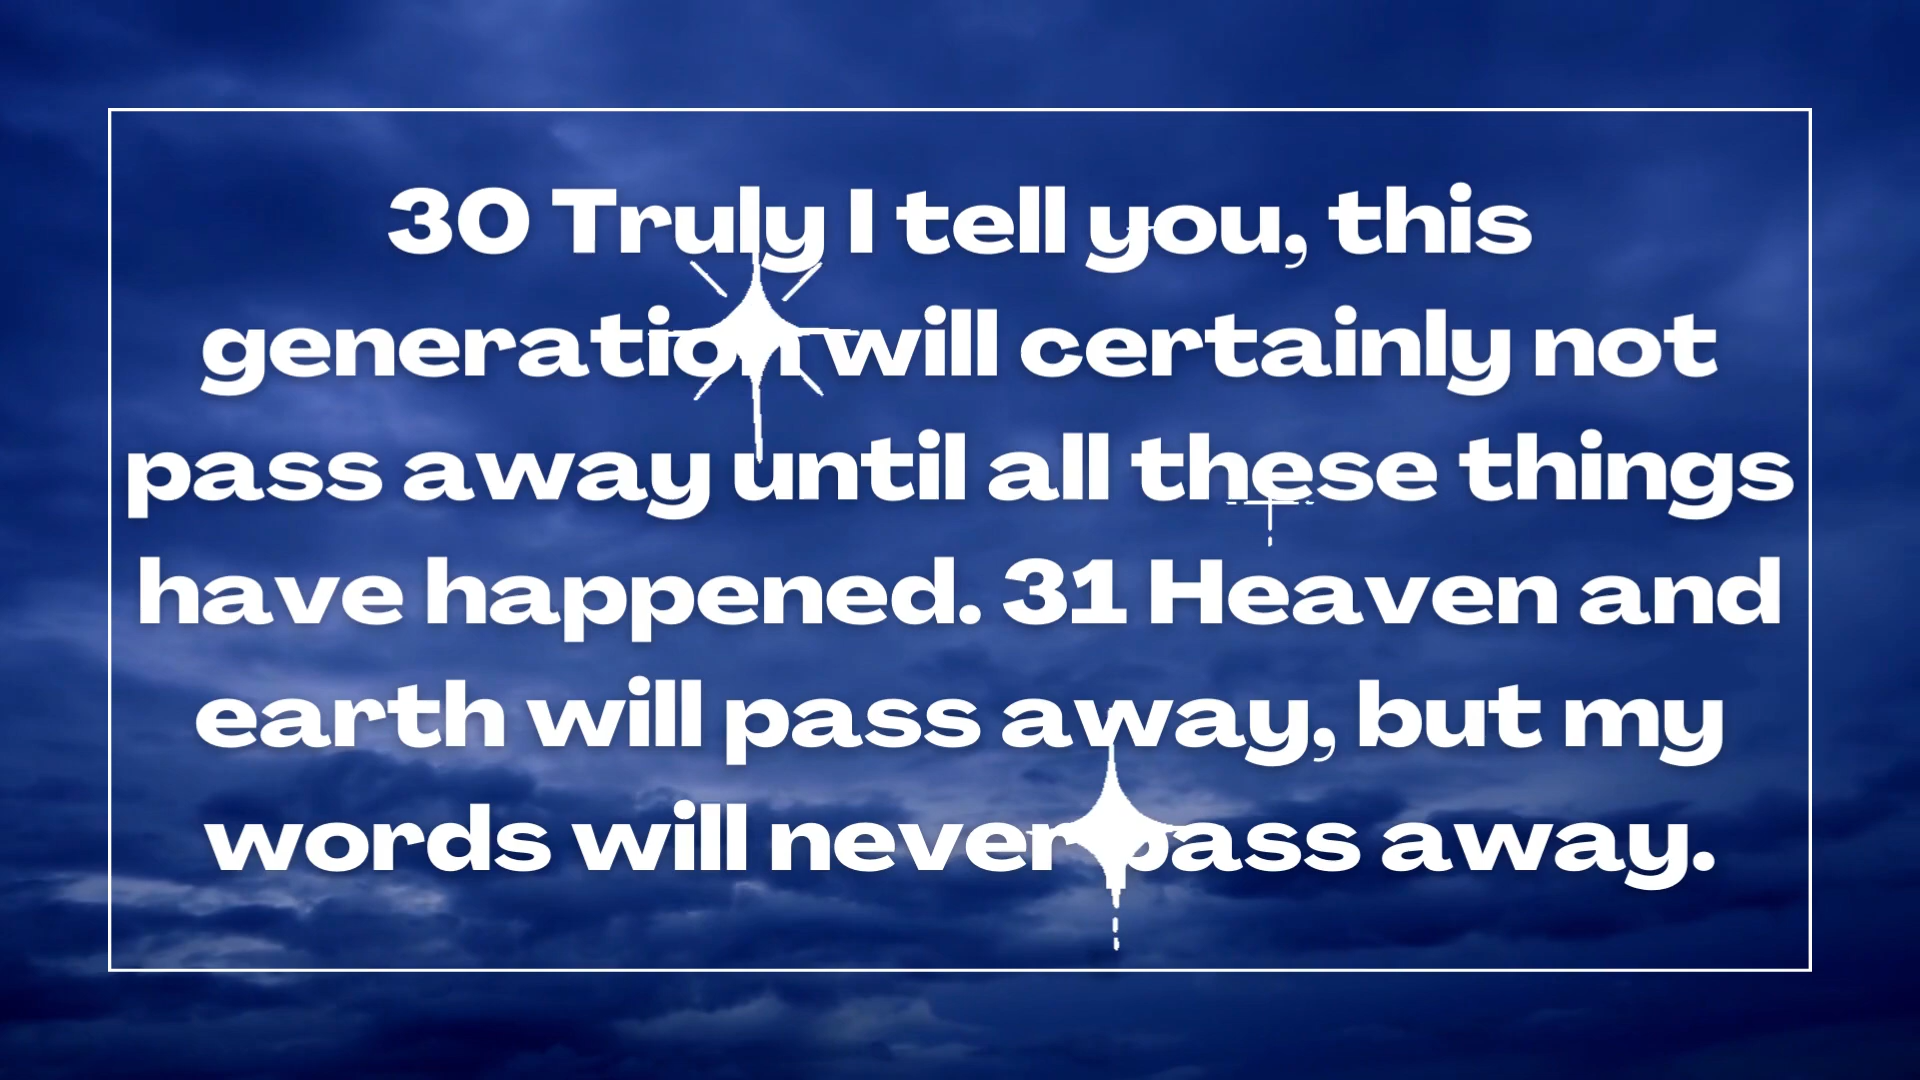 30 Truly I tell you, this
generation will certainly not
pass away until all these things
have happened. 31 Heaven and
earth will pass away, but my
words will never pass away.